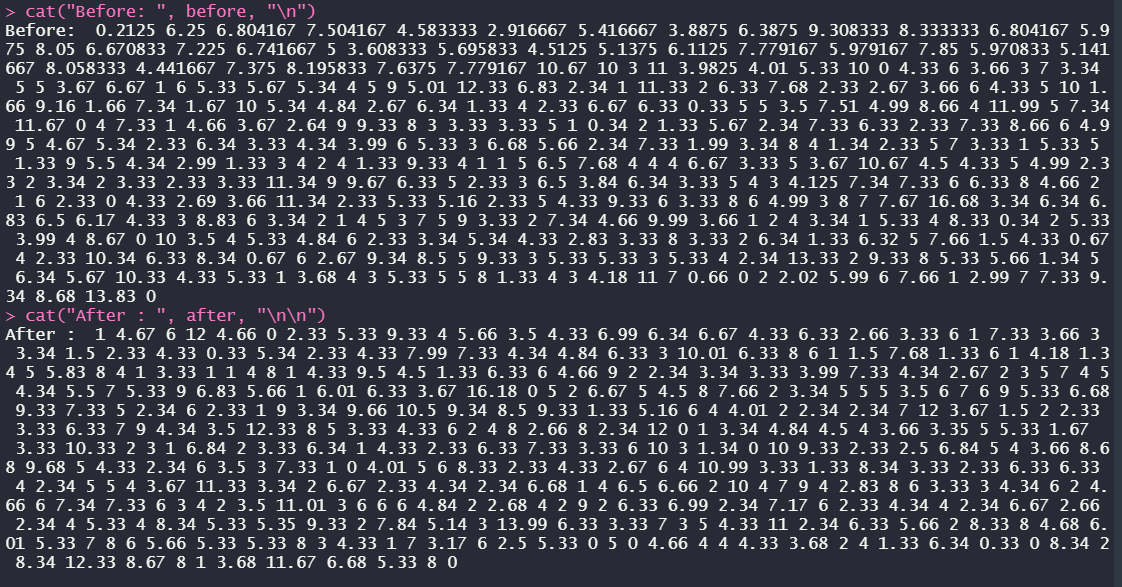 > cat("Before: ", before, "\n")
Before:  0.2125 6.25 6.804167 7.504167 4.583333 2.916667 5.416667 3.8875 6.3875 9.308333 8.333333 6.804167 5.9
75 8.05 6.670833 7.225 6.741667 5 3.608333 5.695833 4.5125 5.1375 6.1125 7.779167 5.979167 7.85 5.970833 5.141
667 8.058333 4.441667 7.375 8.195833 7.6375 7.779167 10.67 10 3 11 3.9825 4.01 5.33 10 0 4.33 6 3.66 3 7 3.34
 5 5 3.67 6.67 1 6 5.33 5.67 5.34 4 5 9 5.01 12.33 6.83 2.34 1 11.33 2 6.33 7.68 2.33 2.67 3.66 6 4.33 5 10 1.
66 9.16 1.66 7.34 1.67 10 5.34 4.84 2.67 6.34 1.33 4 2.33 6.67 6.33 0.33 5 5 3.5 7.51 4.99 8.66 4 11.99 5 7.34
 11.67 0 4 7.33 1 4.66 3.67 2.64 9 9.33 8 3 3.33 3.33 5 1 0.34 2 1.33 5.67 2.34 7.33 6.33 2.33 7.33 8.66 6 4.9
9 5 4.67 5.34 2.33 6.34 3.33 4.34 3.99 6 5.33 3 6.68 5.66 2.34 7.33 1.99 3.34 8 4 1.34 2.33 5 7 3.33 1 5.33 5
 1.33 9 5.5 4.34 2.99 1.33 3 4 2 4 1.33 9.33 4 1 1 5 6.5 7.68 4 4 4 6.67 3.33 5 3.67 10.67 4.5 4.33 5 4.99 2.3
3 2 3.34 2 3.33 2.33 3.33 11.34 9 9.67 6.33 5 2.33 3 6.5 3.84 6.34 3.33 5 4 3 4.125 7.34 7.33 6 6.33 8 4.66 2
 1 6 2.33 0 4.33 2.69 3.66 11.34 2.33 5.33 5.16 2.33 5 4.33 9.33 6 3.33 8 6 4.99 3 8 7 7.67 16.68 3.34 6.34 6.
83 6.5 6.17 4.33 3 8.83 6 3.34 2 1 4 5 3 7 5 9 3.33 2 7.34 4.66 9.99 3.66 1 2 4 3.34 1 5.33 4 8.33 0.34 2 5.33
 3.99 4 8.67 0 10 3.5 4 5.33 4.84 6 2.33 3.34 5.34 4.33 2.83 3.33 8 3.33 2 6.34 1.33 6.32 5 7.66 1.5 4.33 0.67
 4 2.33 10.34 6.33 8.34 0.67 6 2.67 9.34 8.5 5 9.33 3 5.33 5.33 3 5.33 4 2.34 13.33 2 9.33 8 5.33 5.66 1.34 5
 6.34 5.67 10.33 4.33 5.33 1 3.68 4 3 5.33 5 5 8 1.33 4 3 4.18 11 7 0.66 0 2 2.02 5.99 6 7.66 1 2.99 7 7.33 9.
34 8.68 13.83 0
> cat("After : ", after, "\n\n")
After :  1 4.67 6 12 4.66 0 2.33 5.33 9.33 4 5.66 3.5 4.33 6.99 6.34 6.67 4.33 6.33 2.66 3.33 6 1 7.33 3.66 3
 3.34 1.5 2.33 4.33 0.33 5.34 2.33 4.33 7.99 7.33 4.34 4.84 6.33 3 10.01 6.33 8 6 1 1.5 7.68 1.33 6 1 4.18 1.3
4 5 5.83 8 4 1 3.33 1 1 4 8 1 4.33 9.5 4.5 1.33 6.33 6 4.66 9 2 2.34 3.34 3.33 3.99 7.33 4.34 2.67 2 3 5 7 4 5
 4.34 5.5 7 5.33 9 6.83 5.66 1 6.01 6.33 3.67 16.18 0 5 2 6.67 5 4.5 8 7.66 2 3.34 5 5 5 3.5 6 7 6 9 5.33 6.68
 9.33 7.33 5 2.34 6 2.33 1 9 3.34 9.66 10.5 9.34 8.5 9.33 1.33 5.16 6 4 4.01 2 2.34 2.34 7 12 3.67 1.5 2 2.33
 3.33 6.33 7 9 4.34 3.5 12.33 8 5 3.33 4.33 6 2 4 8 2.66 8 2.34 12 0 1 3.34 4.84 4.5 4 3.66 3.35 5 5.33 1.67
 3.33 10.33 2 3 1 6.84 2 3.33 6.34 1 4.33 2.33 6.33 7.33 3.33 6 10 3 1.34 0 10 9.33 2.33 2.5 6.84 5 4 3.66 8.6
8 9.68 5 4.33 2.34 6 3.5 3 7.33 1 0 4.01 5 6 8.33 2.33 4.33 2.67 6 4 10.99 3.33 1.33 8.34 3.33 2.33 6.33 6.33
 4 2.34 5 5 4 3.67 11.33 3.34 2 6.67 2.33 4.34 2.34 6.68 1 4 6.5 6.66 2 10 4 7 9 4 2.83 8 6 3.33 3 4.34 6 2 4.
66 6 7.34 7.33 6 3 4 2 3.5 11.01 3 6 6 6 4.84 2 2.68 4 2 9 2 6.33 6.99 2.34 7.17 6 2.33 4.34 4 2.34 6.67 2.66
 2.34 4 5.33 4 8.34 5.33 5.35 9.33 2 7.84 5.14 3 13.99 6.33 3.33 7 3 5 4.33 11 2.34 6.33 5.66 2 8.33 8 4.68 6.
01 5.33 7 8 6 5.66 5.33 5.33 8 3 4.33 1 7 3.17 6 2.5 5.33 0 5 0 4.66 4 4 4.33 3.68 2 4 1.33 6.34 0.33 0 8.34 2
 8.34 12.33 8.67 8 1 3.68 11.67 6.68 5.33 8 0